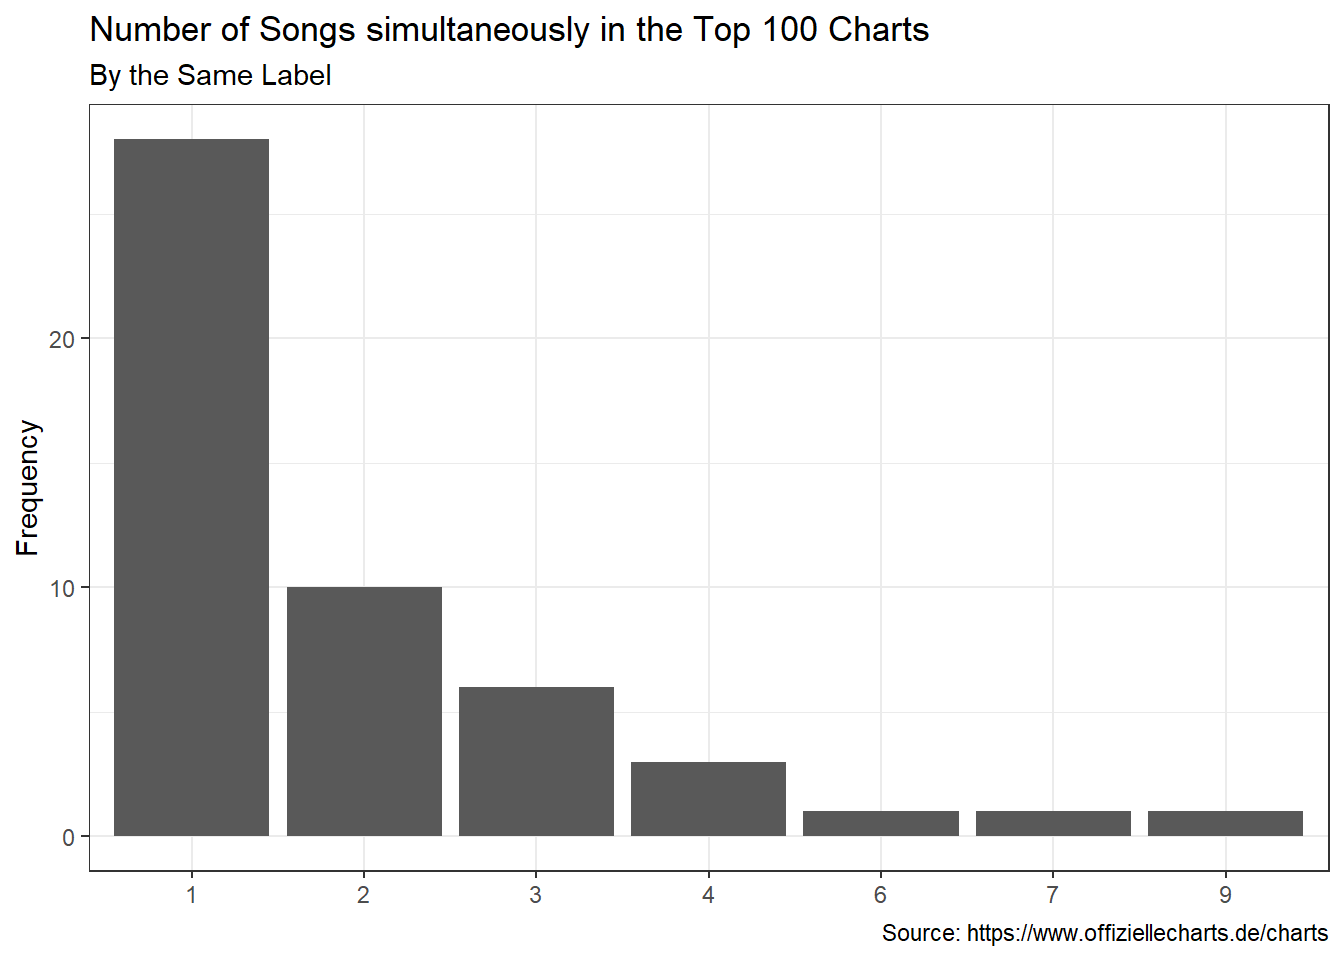 Number of Songs simultaneously in the Top 100 Charts
By the Same Label
Frequency
20
10
0
1 2 3 4 6 7 9
Source: https://www.offiziellecharts.de/charts